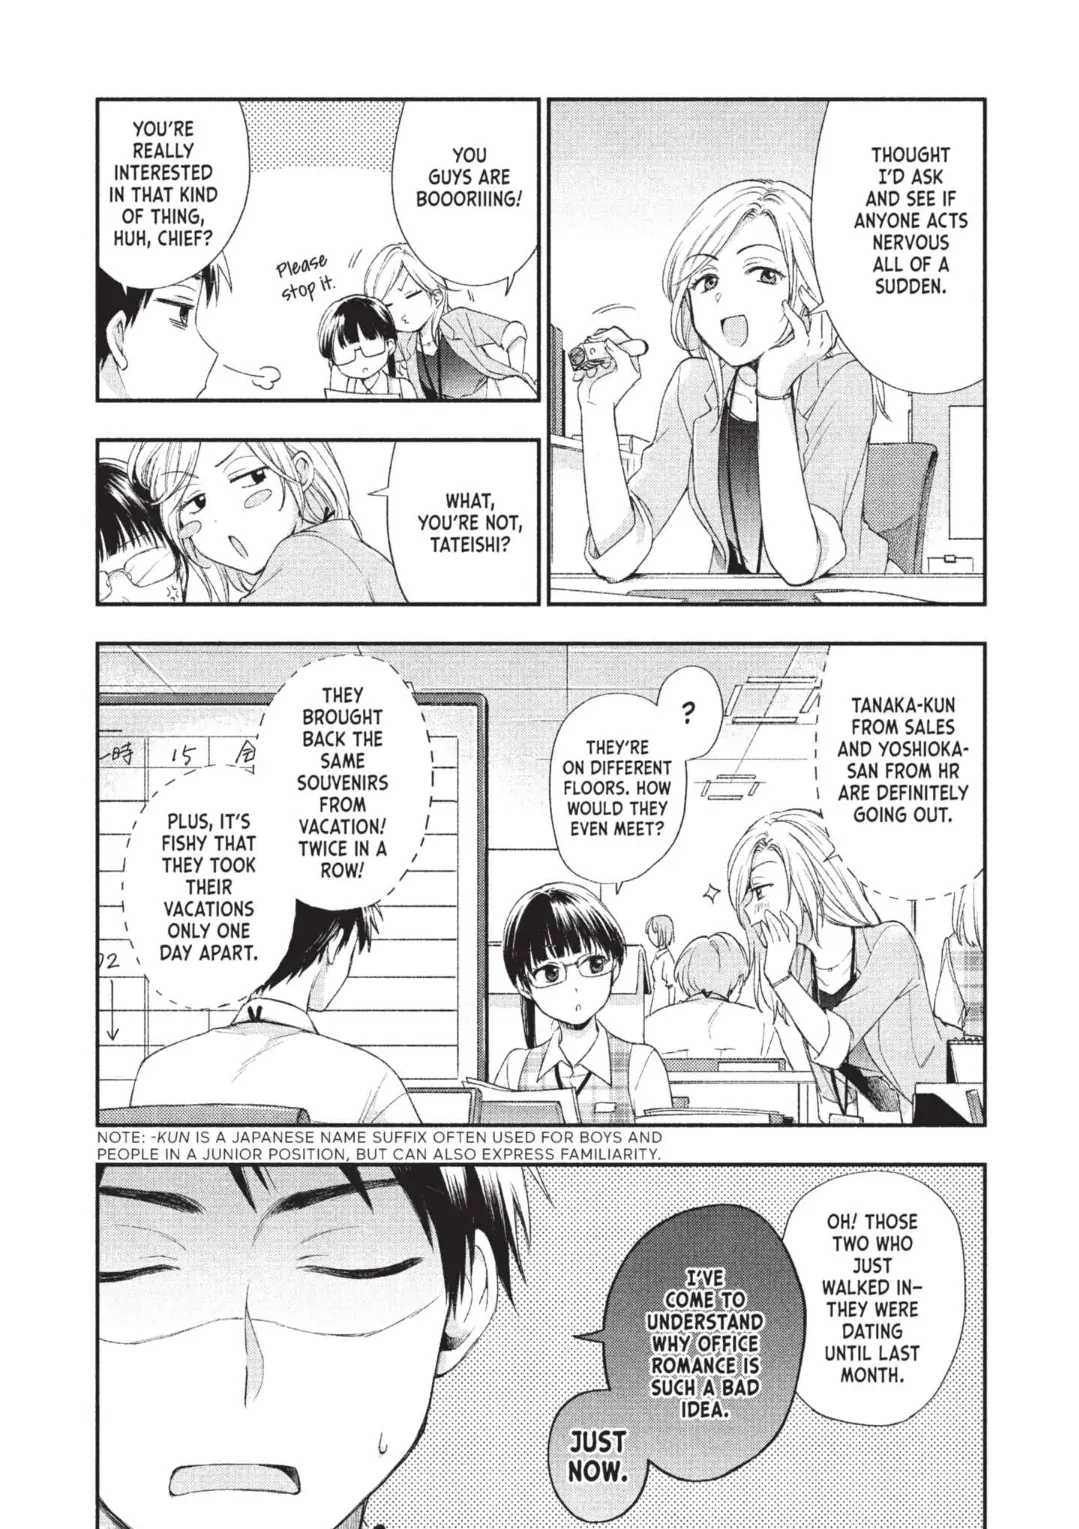 THOUGHT
I'D ASK
AND SEE IF
ANYONE ACTS
NERVOUS
ALL OF A
SUDDEN.
YOU
GUYS ARE
BOOORIIING!
Please
stop it.
YOU'RE
REALLY
INTERESTED
IN THAT KIND
OF THING,
HUH, CHIEF?
WHAT,
YOU'RE NOT,
TATEISHI?
TANAKA-KUN
FROM SALES
AND YOSHIOKA-
SAN FROM HR
ARE DEFINITELY
GOING OUT.
?
THEY'RE
ON DIFFERENT
FLOORS. HOW
WOULD THEY
EVEN MEET?
THEY
BROUGHT
BACK THE
SAME
SOUVENIRS
FROM
VACATION!
TWICE IN A
ROW!
PLUS, IT'S
FISHY THAT
THEY TOOK
THEIR
VACATIONS
ONLY ONE
DAY APART.
一時 15 会
02
NOTE: -KUN IS A JAPANESE NAME SUFFIX OFTEN USED FOR BOYS AND
PEOPLE IN A JUNIOR POSITION, BUT CAN ALSO EXPRESS FAMILIARITY.
OH! THOSE
TWO WHO
JUST
WALKED IN—
THEY WERE
DATING
UNTIL LAST
MONTH.
I'VE
COME TO
UNDERSTAND
WHY OFFICE
ROMANCE IS
SUCH A BAD
IDEA.
JUST
NOW.